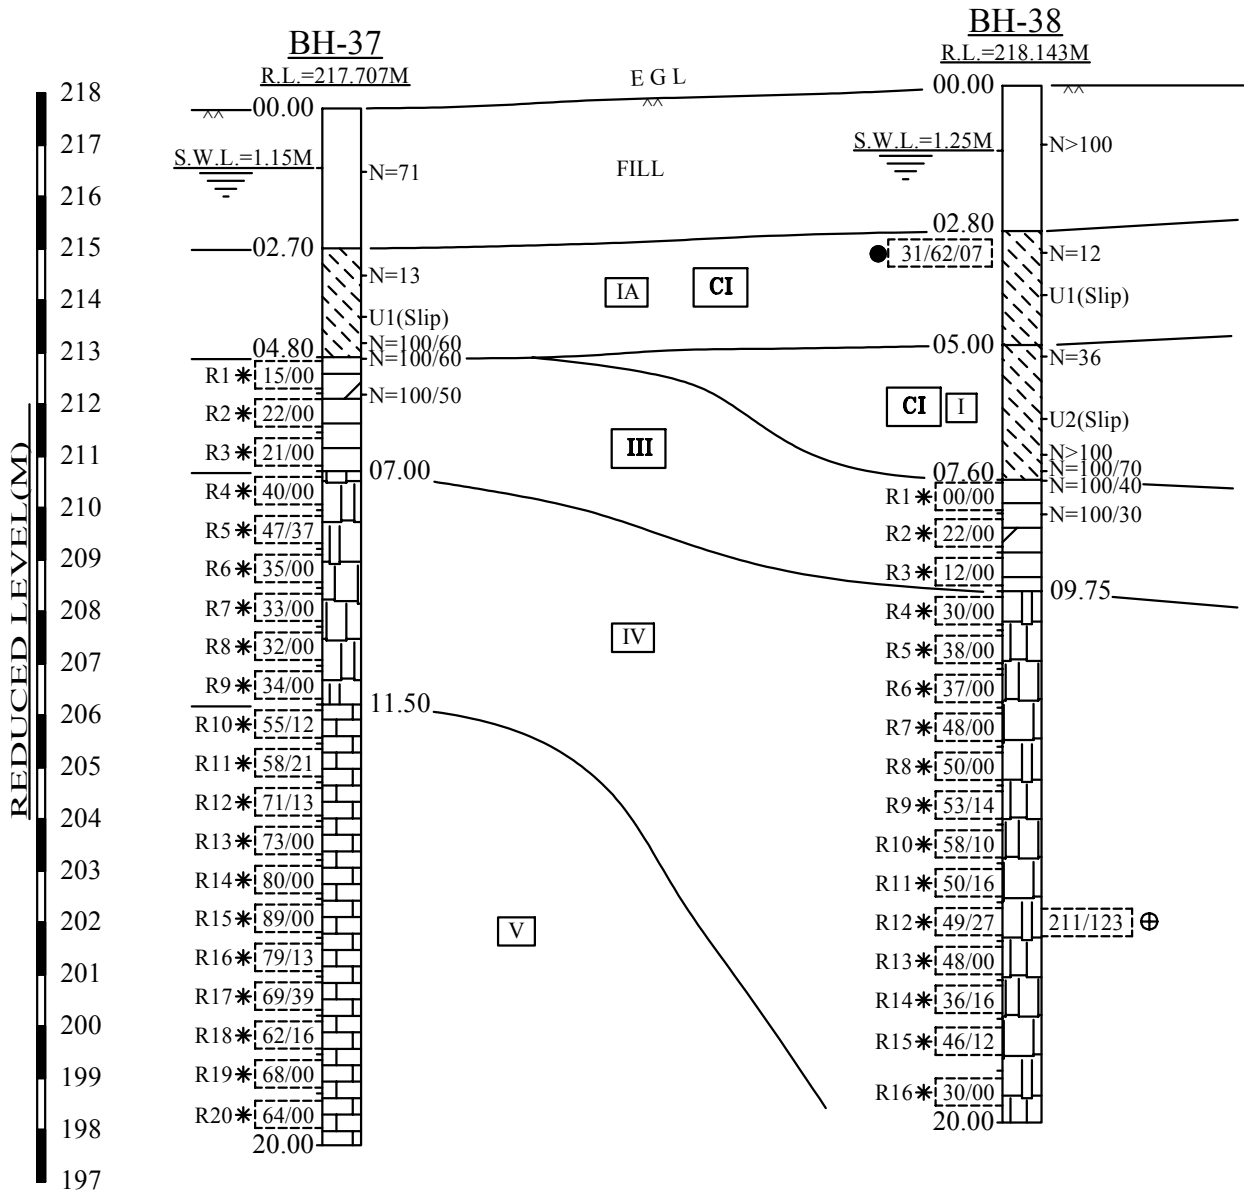 BH-37
R.L.=217.707M
BH-38
R.L.=218.143M
E G L
REDUCED LEVEL(M)
218
217
216
215
214
213
212
211
210
209
208
207
206
205
204
203
202
201
200
199
198
197
00.00
S.W.L.=1.15M
N=71
02.70
N=13
U1(Slip)
N=100/60
04.80
N=100/60
R1 15/00
N=100/50
R2 22/00
R3 21/00
07.00
R4 40/00
R5 47/37
R6 35/00
R7 33/00
R8 32/00
R9 34/00
11.50
R10 55/12
R11 58/21
R12 71/13
R13 73/00
R14 80/00
R15 89/00
R16 79/13
R17 69/39
R18 62/16
R19 68/00
R20 64/00
20.00
FILL
IA CI
CI I
III
IV
V
00.00
N>100
S.W.L.=1.25M
02.80
31/62/07
N=12
U1(Slip)
05.00
N=36
U2(Slip)
N>100
07.60
N=100/70
N=100/40
R1 00/00
N=100/30
R2 22/00
R3 12/00
09.75
R4 30/00
R5 38/00
R6 37/00
R7 48/00
R8 50/00
R9 53/14
R10 58/10
R11 50/16
R12 49/27
211/123
R13 48/00
R14 36/16
R15 46/12
R16 30/00
20.00